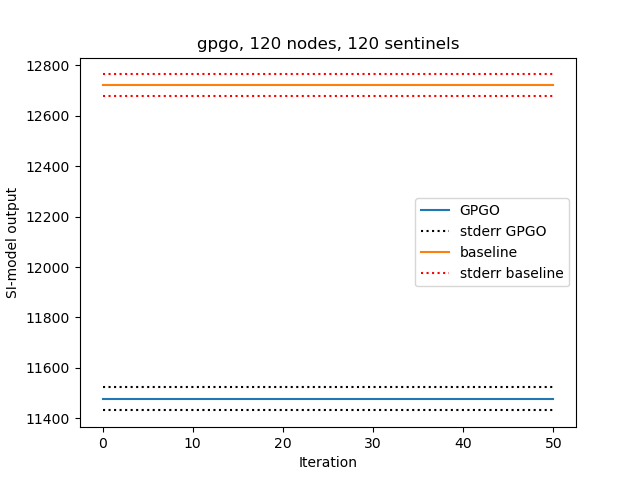 gpgo, 120 nodes, 120 sentinels
12800
12600
12400
12200
12000
11800
11600
11400
SI-model output
GPGO
stderr GPGO
baseline
stderr baseline
0 10 20 30 40 50
Iteration